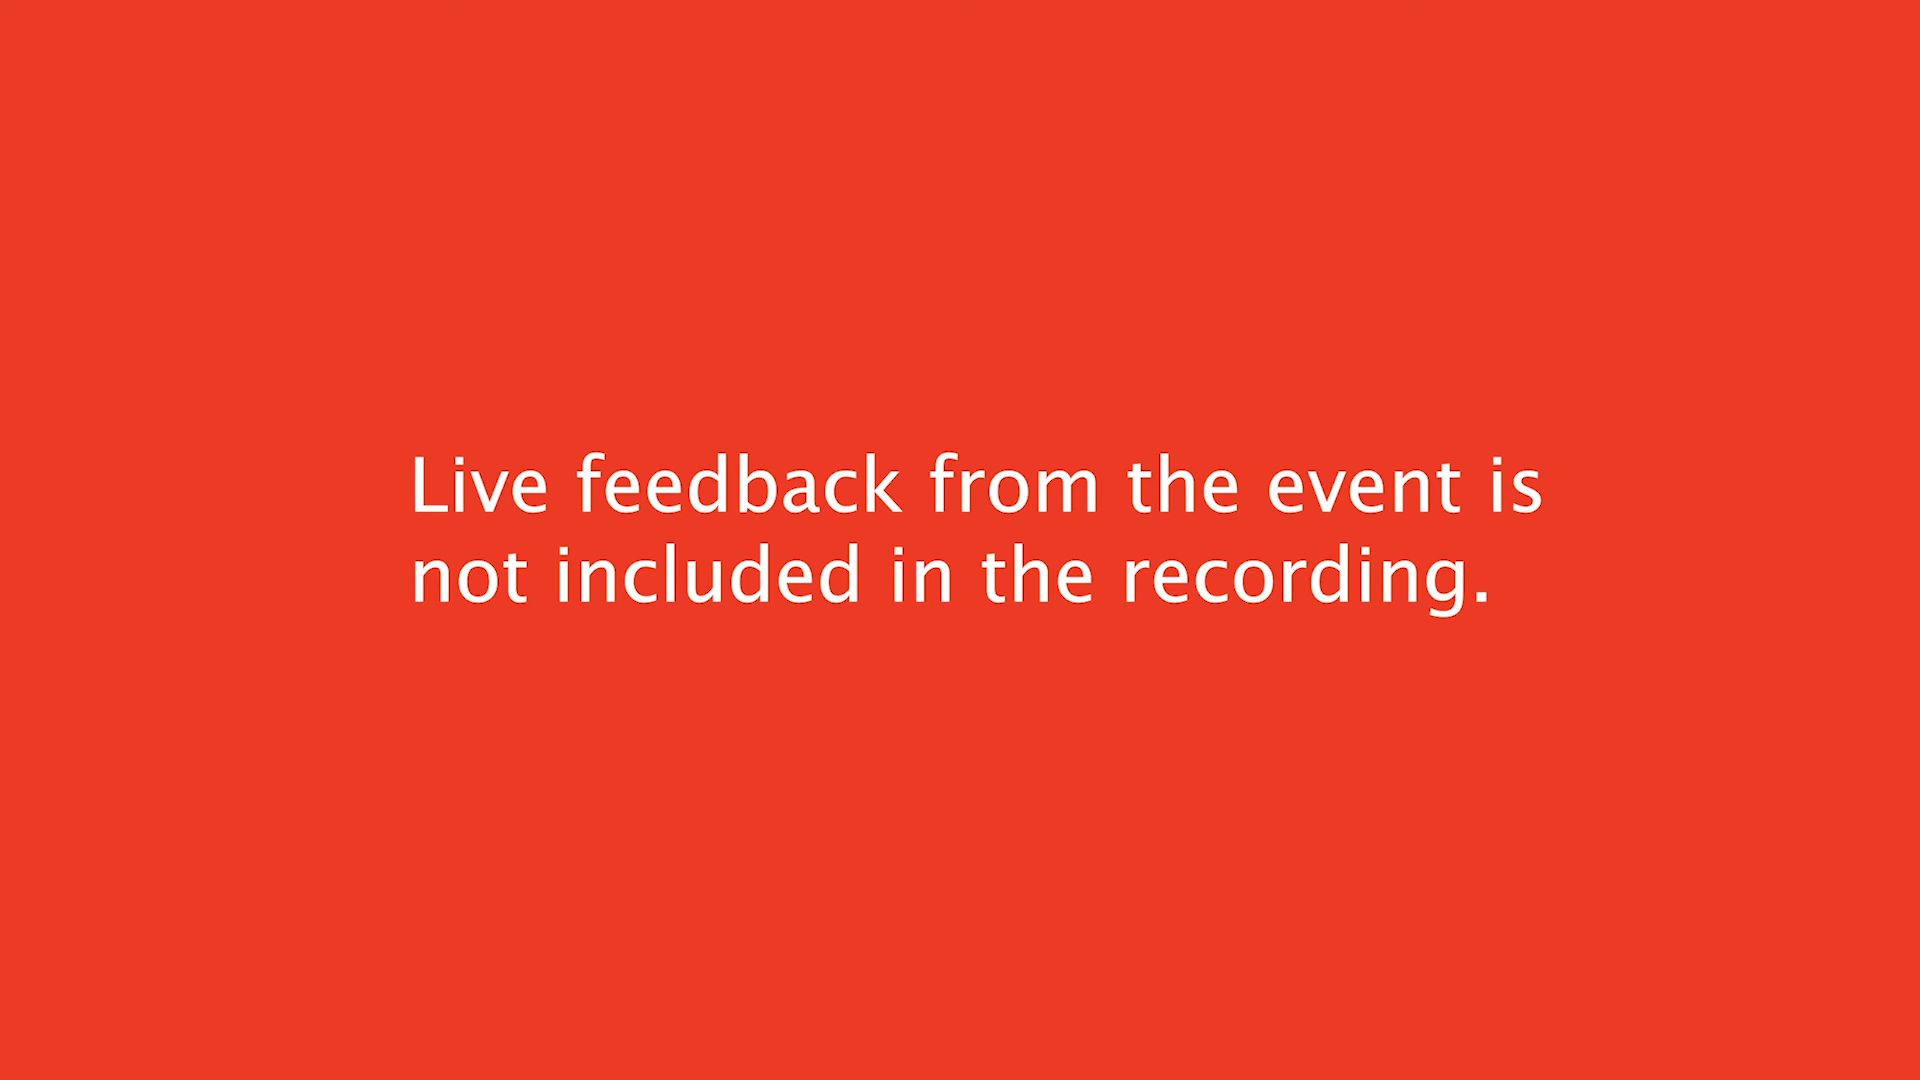 Live feedback from the event is
not included in the recording.